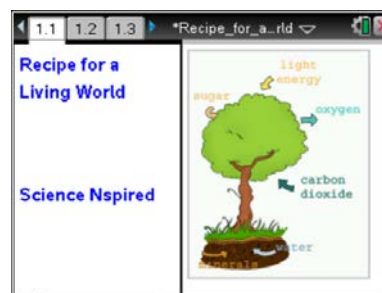 1.1 1.2 1.3 *Recipe_for_a…rld
Recipe for a
Living World
Science Nspired
light
energy
sugar
oxygen
carbon
dioxide
water
minerals